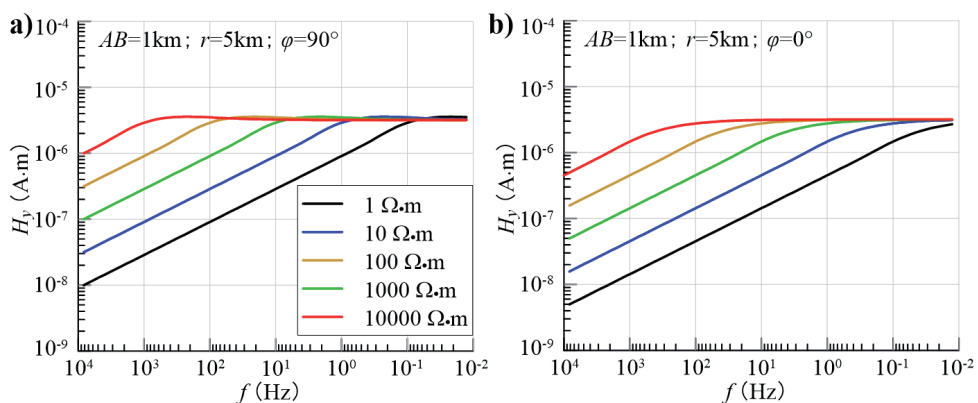 a)
AB=1km; r=5km; φ=90°
10⁻⁴
10⁻⁵
10⁻⁶
10⁻⁷
10⁻⁸
10⁻⁹
Hy (A·m)
1 Ω·m
10 Ω·m
100 Ω·m
1000 Ω·m
10000 Ω·m
10⁴ 10³ 10² 10¹ 10⁰ 10⁻¹ 10⁻²
f (Hz)
b)
AB=1km; r=5km; φ=0°
10⁻⁴
10⁻⁵
10⁻⁶
10⁻⁷
10⁻⁸
10⁻⁹
Hy (A·m)
10⁴ 10³ 10² 10¹ 10⁰ 10⁻¹ 10⁻²
f (Hz)